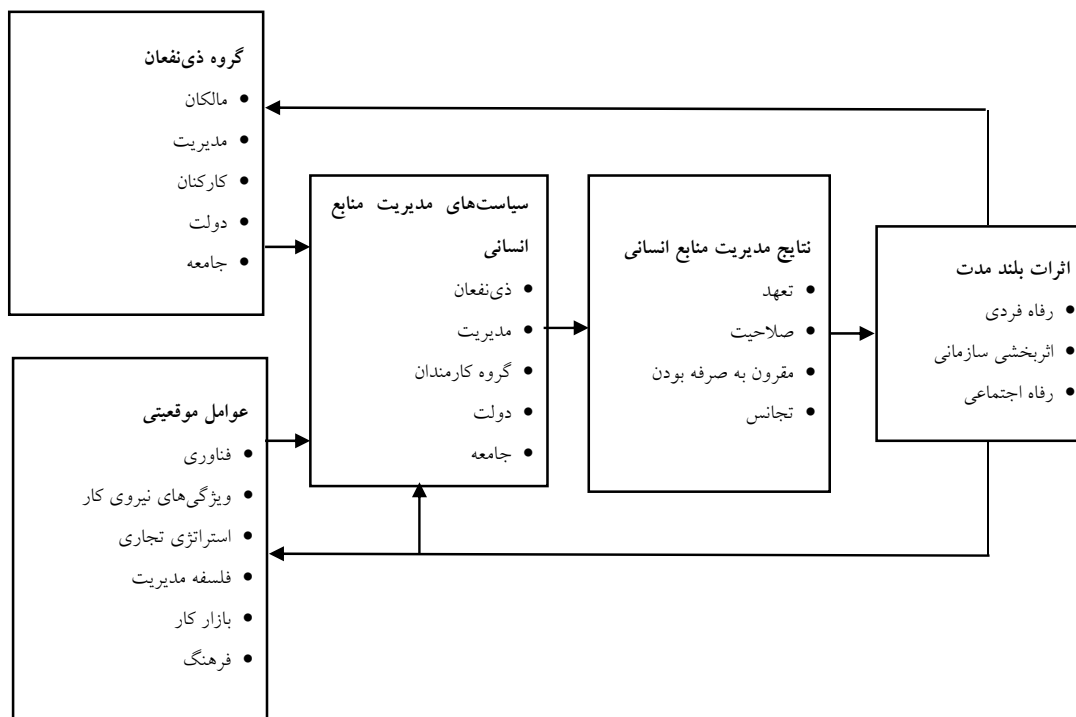 گروه ذی‌نفعان
• مالکان
• مدیریت
• کارکنان
• دولت
• جامعه
عوامل موقعیتی
• فناوری
• ویژگی‌های نیروی کار
• استراتژی تجاری
• فلسفه مدیریت
• بازار کار
• فرهنگ
سیاست‌های مدیریت منابع
انسانی
• ذی‌نفعان
• مدیریت
• گروه کارمندان
• دولت
• جامعه
نتایج مدیریت منابع انسانی
• تعهد
• صلاحیت
• مقرون به صرفه بودن
• تجانس
اثرات بلند مدت
• رفاه فردی
• اثربخشی سازمانی
• رفاه اجتماعی